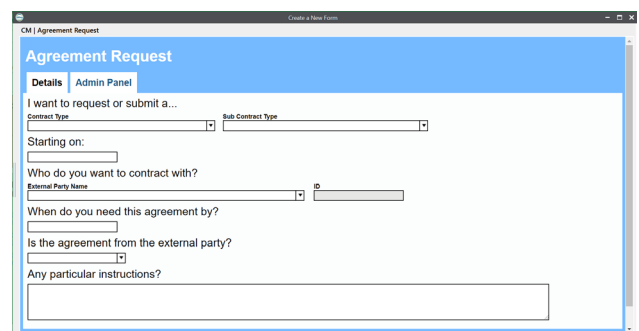 Create a New Form
CM | Agreement Request
Agreement Request
Details Admin Panel
I want to request or submit a...
Contract Type Sub Contract Type
Starting on:
Who do you want to contract with?
External Party Name ID
When do you need this agreement by?
Is the agreement from the external party?
Any particular instructions?